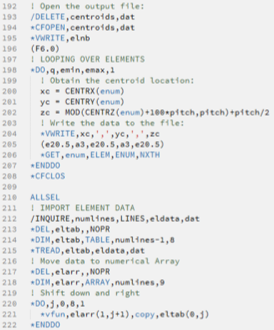 192 ! Open the output file:
193 /DELETE,centroids,dat
194 *CFOPEN,centroids,dat
195 *VWRITE,elnb
196 (F6.0)
197 ! LOOPING OVER ELEMENTS
198 *DO,q,emin,emax,1
199 ! Obtain the centroid location:
200 xc = CENTRX(enum)
201 yc = CENTRY(enum)
202 zc = MOD(CENTRZ(enum)+100*pitch,pitch)+pitch/2
203 ! Write the data to the file:
204 *VWRITE,xc,',',yc,',',zc
205 (e20.5,a3,e20.5,a3,e20.5)
206 *GET,enum,ELEM,ENUM,NXTH
207 *ENDDO
208 *CFCLOS
209
210 ALLSEL
211 ! IMPORT ELEMENT DATA
212 /INQUIRE,numlines,LINES,eldata,dat
213 *DEL,eltab,,NOPR
214 *DIM,eltab,TABLE,numlines-1,8
215 *TREAD,eltab,eldata,dat
216 ! Move data to numerical Array
217 *DEL,elarr,,NOPR
218 *DIM,elarr,ARRAY,numlines,9
219 ! Shift down and right
220 *DO,j,0,8,1
221 *vfun,elarr(1,j+1),copy,eltab(0,j)
222 *ENDDO